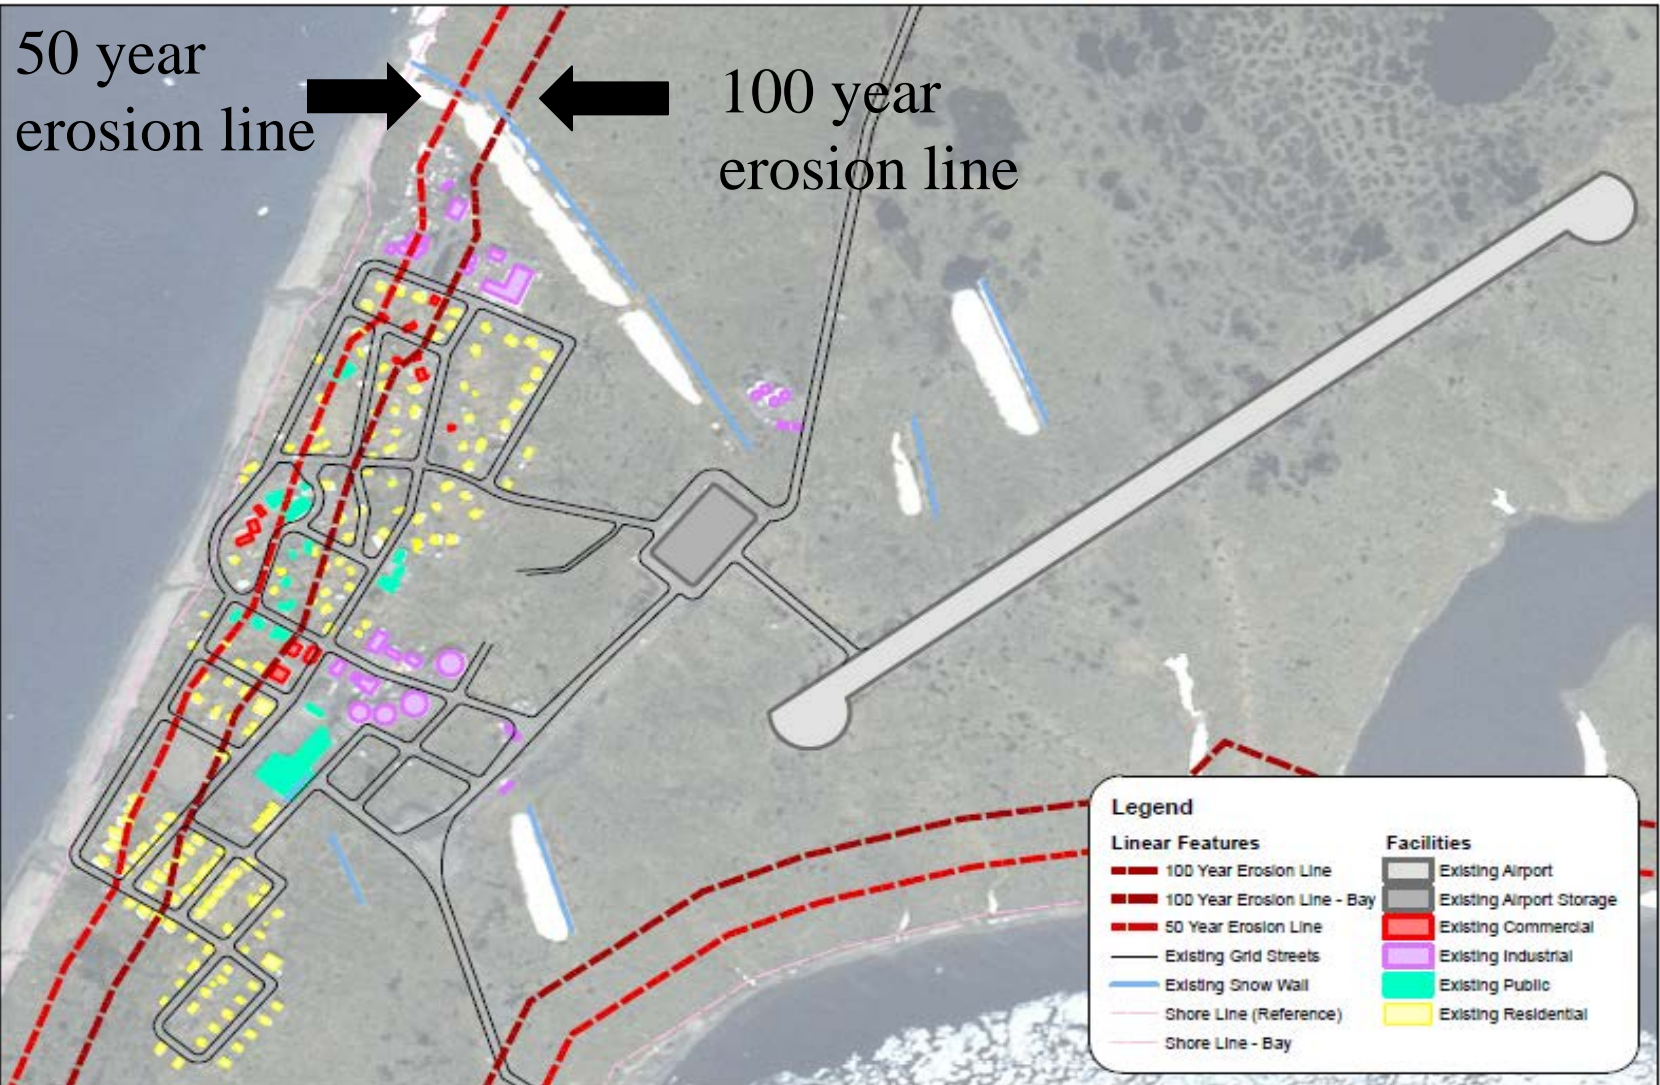 50 year
erosion line
100 year
erosion line
Legend
Linear Features
100 Year Erosion Line
100 Year Erosion Line - Bay
50 Year Erosion Line
Existing Grid Streets
Existing Snow Wall
Shore Line (Reference)
Shore Line - Bay
Facilities
Existing Airport
Existing Airport Storage
Existing Commercial
Existing Industrial
Existing Public
Existing Residential